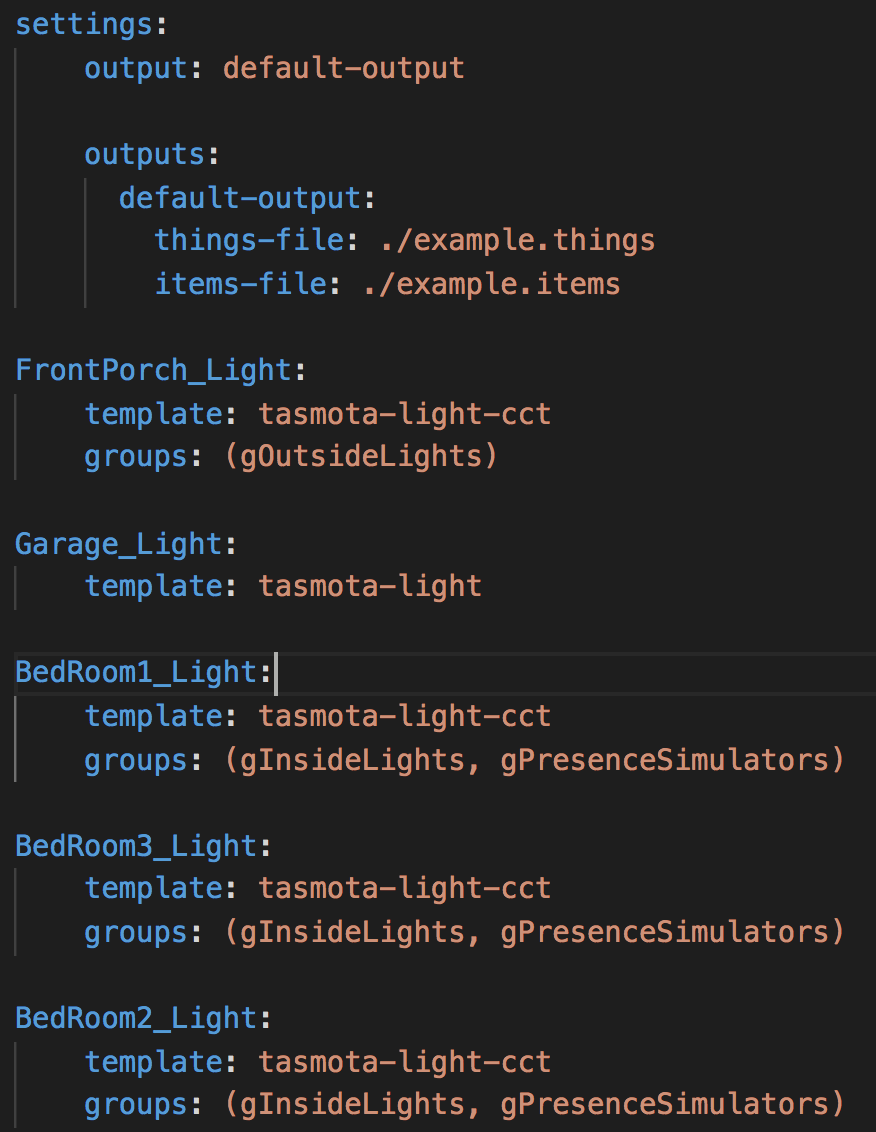 settings:
    output: default-output

    outputs:
      default-output:
        things-file: ./example.things
        items-file: ./example.items

FrontPorch_Light:
    template: tasmota-light-cct
    groups: (gOutsideLights)

Garage_Light:
    template: tasmota-light

BedRoom1_Light:
    template: tasmota-light-cct
    groups: (gInsideLights, gPresenceSimulators)

BedRoom3_Light:
    template: tasmota-light-cct
    groups: (gInsideLights, gPresenceSimulators)

BedRoom2_Light:
    template: tasmota-light-cct
    groups: (gInsideLights, gPresenceSimulators)